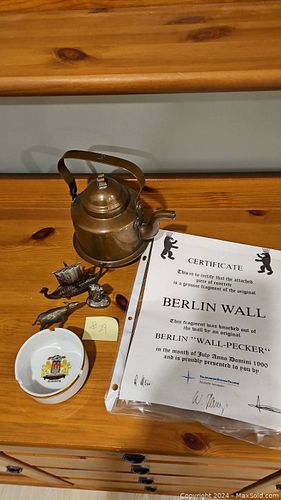 CERTIFICATE
This is to certify that the attached
piece of concrete
is a genuine fragment of the original
BERLIN WALL
This fragment was knocked out of
the wall by an original
BERLIN "WALL-PECKER"
in the month of July Anno Domini 1990
and is proudly presented to you by
Copyright 2024 - MaxSold.com